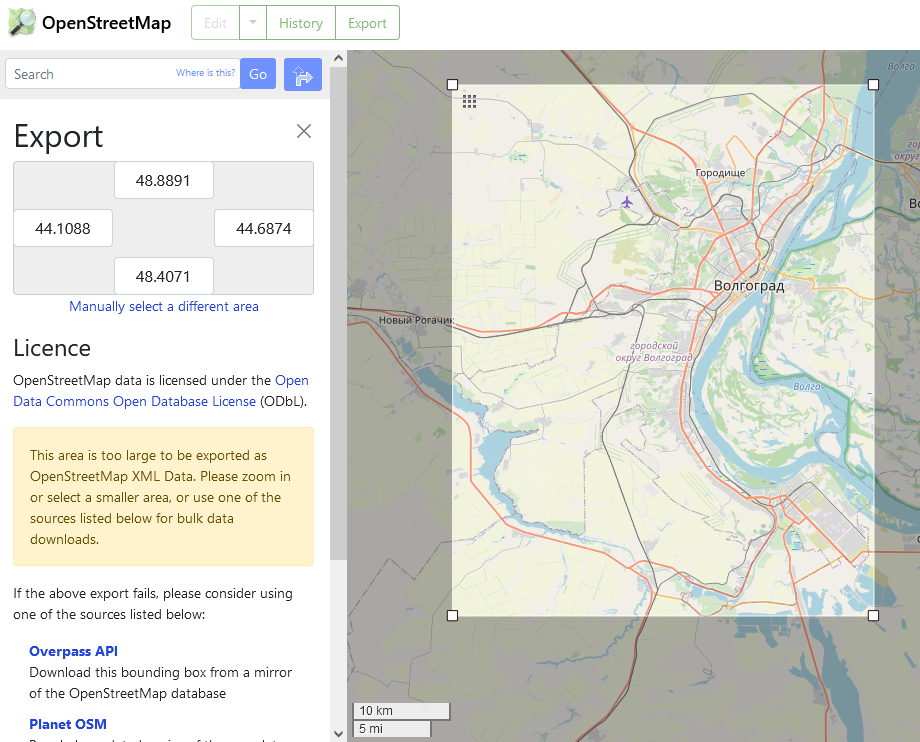 OpenStreetMap
Edit
History
Export
Search
Where is this?
Go
Export
48.8891
44.1088
44.6874
48.4071
Manually select a different area
Licence
OpenStreetMap data is licensed under the Open
Data Commons Open Database License (ODbL).
This area is too large to be exported as
OpenStreetMap XML Data. Please zoom in
or select a smaller area, or use one of the
sources listed below for bulk data
downloads.
If the above export fails, please consider using
one of the sources listed below:
Overpass API
Download this bounding box from a mirror
of the OpenStreetMap database
Planet OSM
Волга
Городище
Волгоград
Новый Рогачик
городской
округ Волгоград
Волга
10 km
5 mi